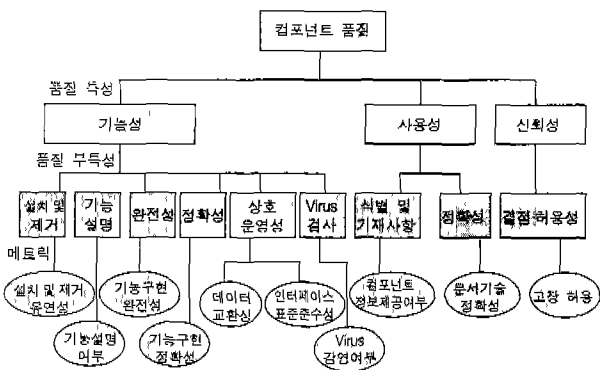 컴포넌트 품질
품질 특성
기능성
사용성
신뢰성
품질 부특성
설치 및
제거
기능
설명
완전성
정확성
상호
운영성
Virus
검사
식별 및
기재사항
정확성
결점 허용성
메트릭
설치 및 제거
유연성
기능구현
완전성
데이터
교환성
인터페이스
표준준수성
컴포넌트
정보제공여부
문서기술
정확성
고장 허용
기능설명
여부
기능구현
정확성
Virus
감염여부